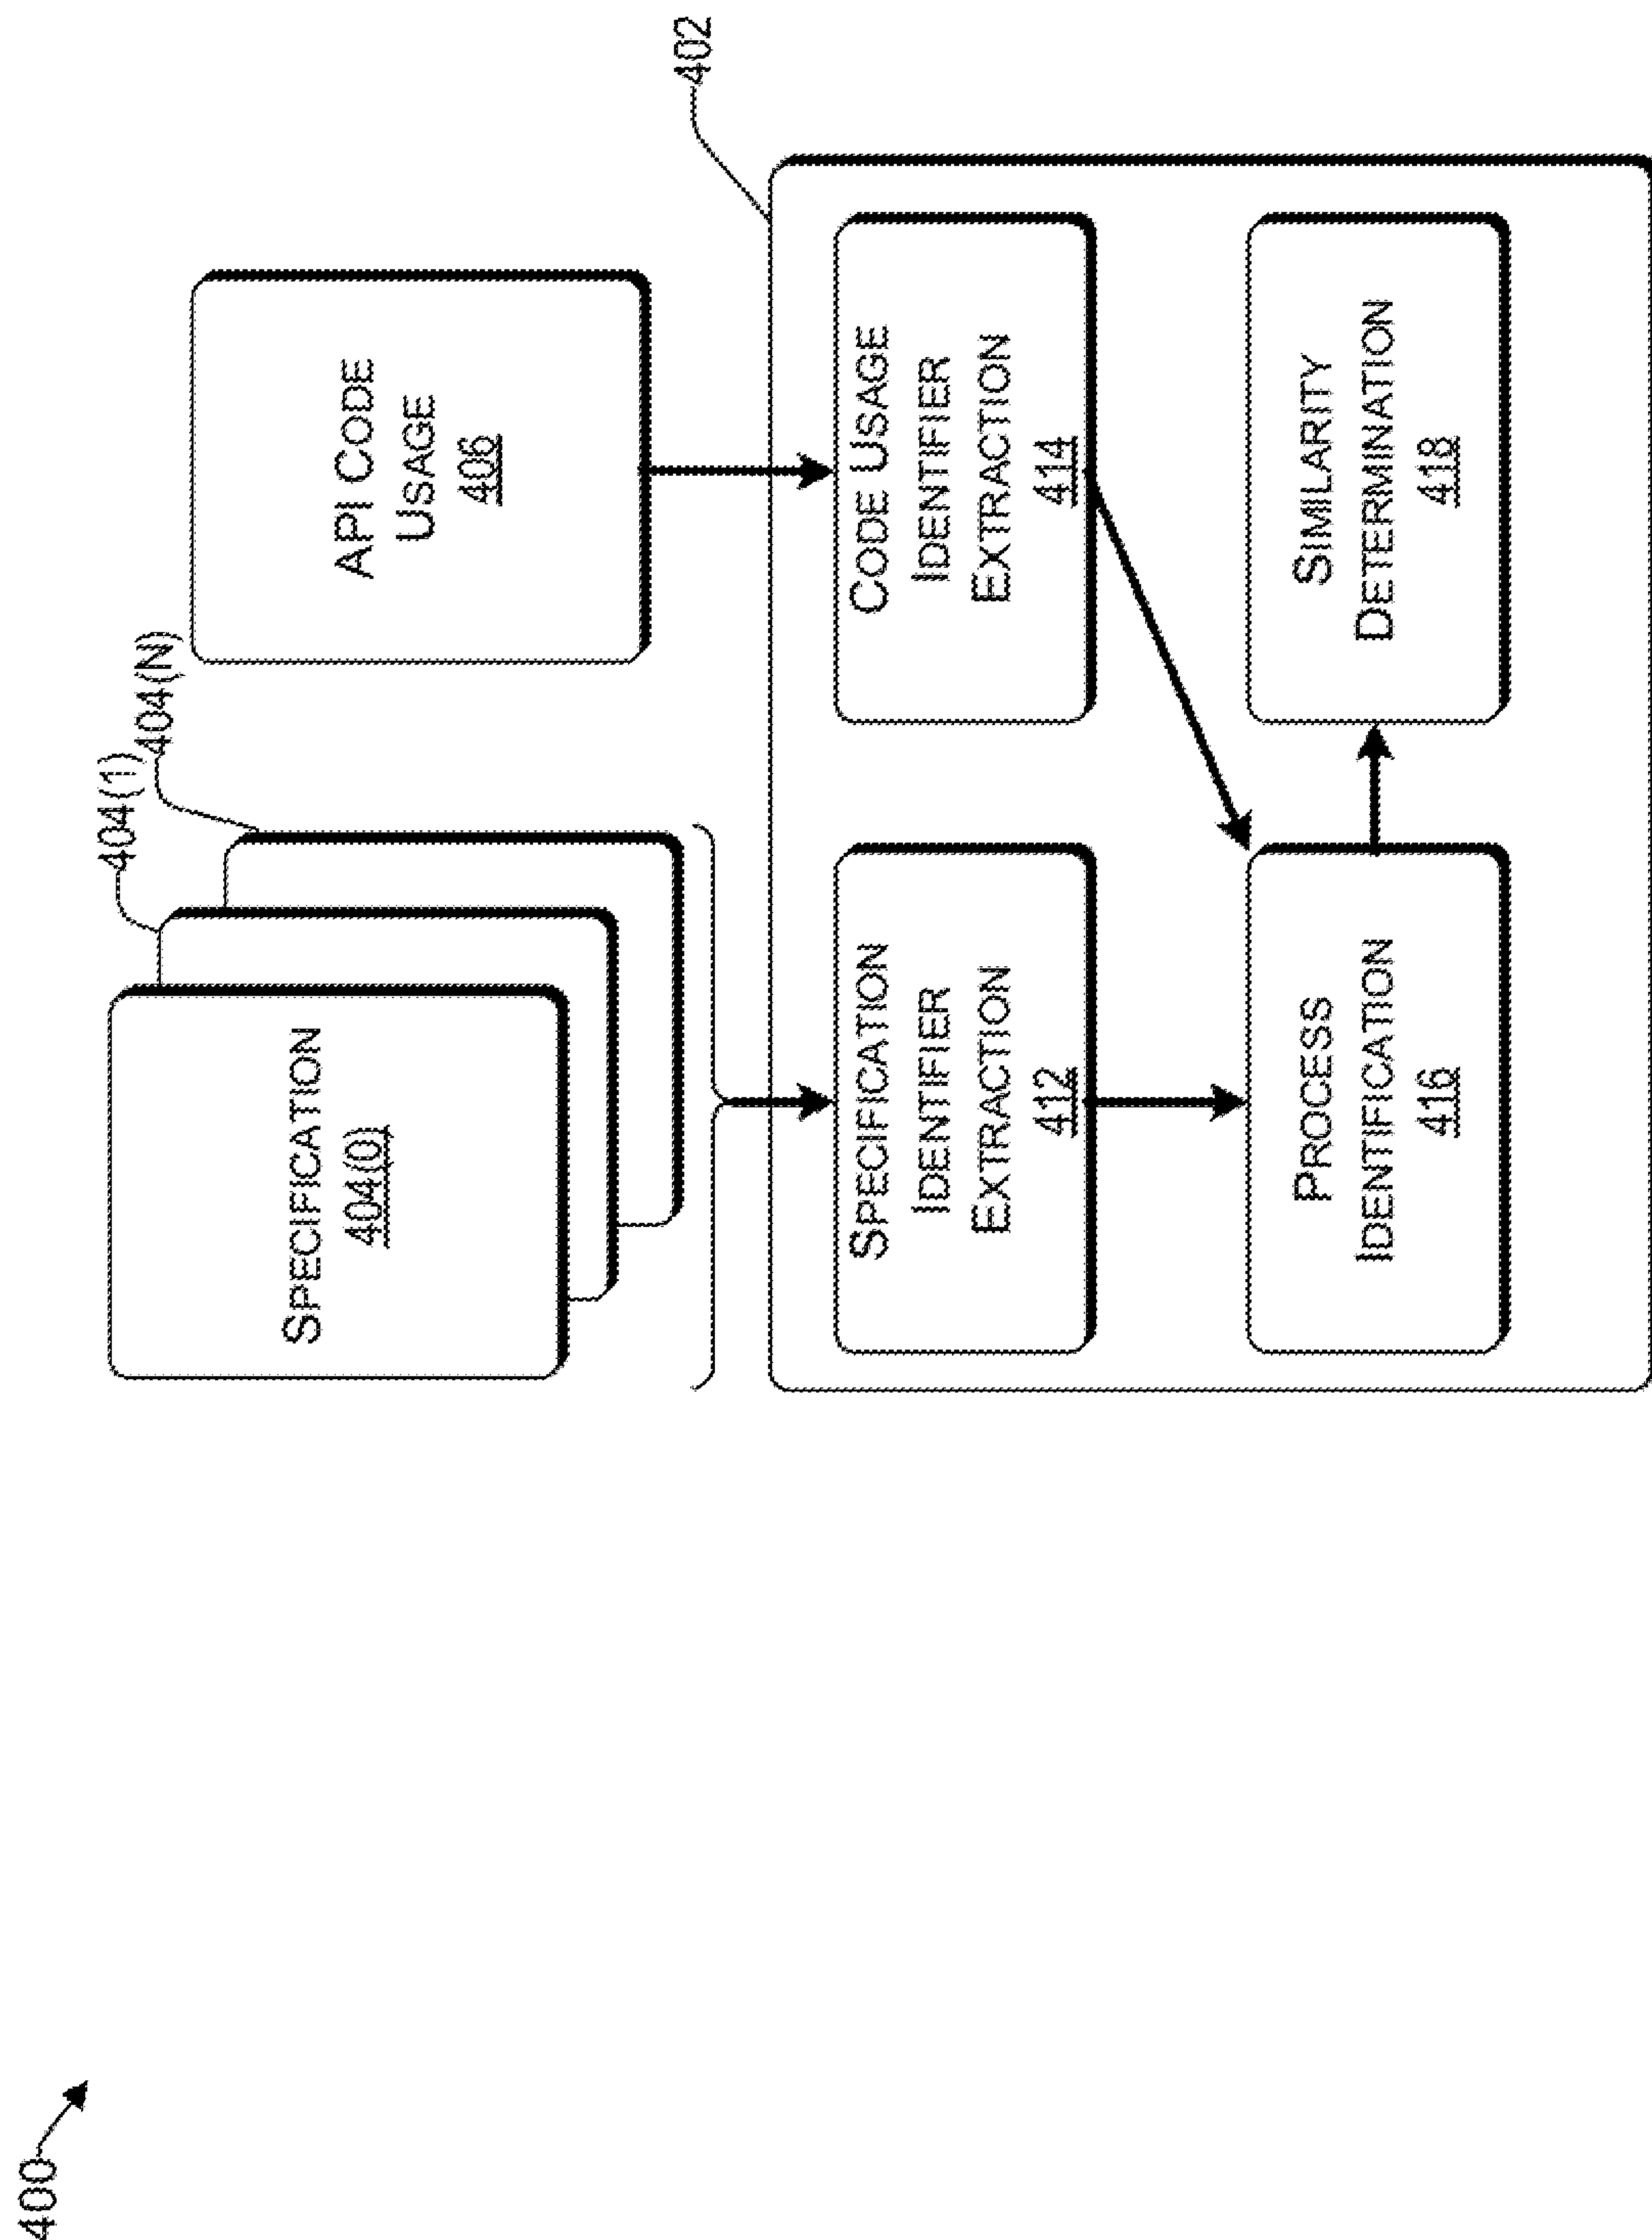 400
404(1)
404(N)
SPECIFICATION
404(0)
API CODE
USAGE
406
402
SPECIFICATION
IDENTIFIER
EXTRACTION
412
CODE USAGE
IDENTIFIER
EXTRACTION
414
PROCESS
IDENTIFICATION
416
SIMILARITY
DETERMINATION
418